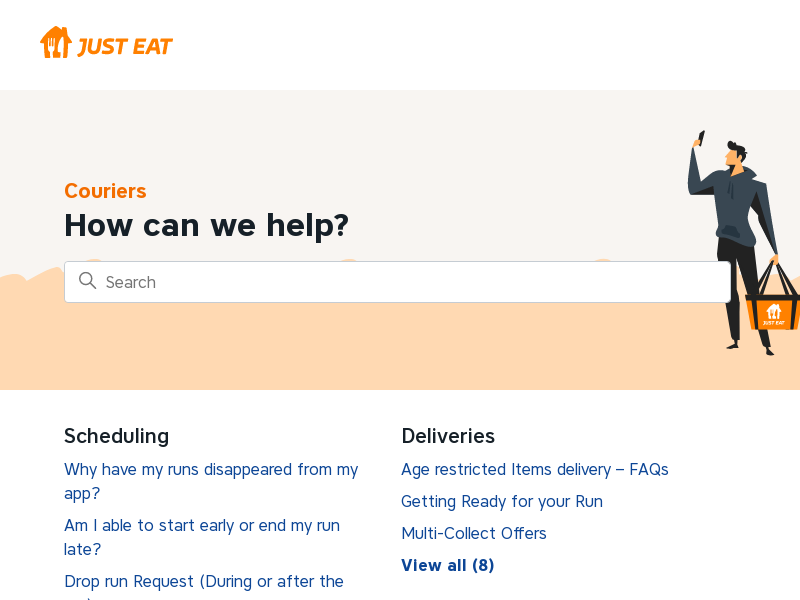 JUST EAT
Couriers
How can we help?
Search
JUST EAT
Scheduling
Why have my runs disappeared from my
app?
Am I able to start early or end my run
late?
Drop run Request (During or after the
Deliveries
Age restricted Items delivery – FAQs
Getting Ready for your Run
Multi-Collect Offers
View all (8)